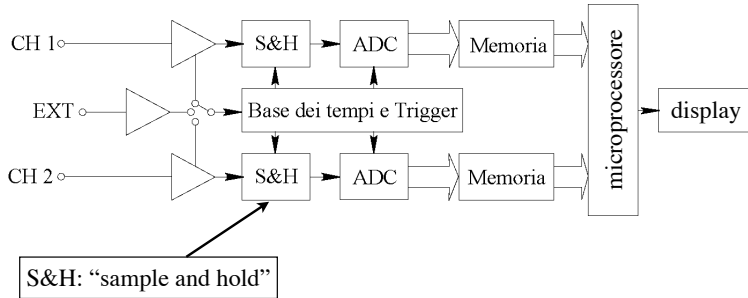 CH 1
S&H
ADC
Memoria
EXT
Base dei tempi e Trigger
microprocessore
display
CH 2
S&H
ADC
Memoria
S&H: “sample and hold”